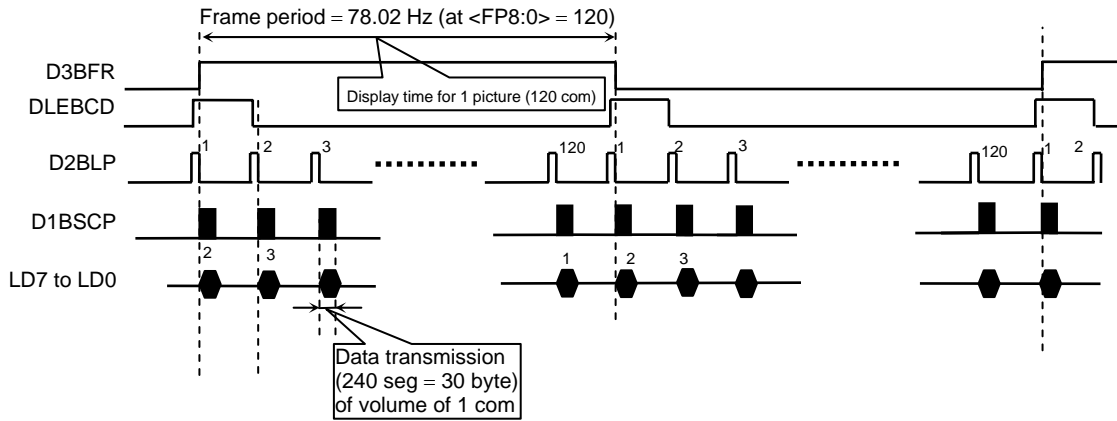 Frame period = 78.02 Hz (at <FP8:0> = 120)
D3BFR
Display time for 1 picture (120 com)
DLEBCD
D2BLP
1 2 3 120 1 2 3 120 1 2
D1BSCP
LD7 to LD0
2 3 1 2 3
Data transmission
(240 seg = 30 byte)
of volume of 1 com